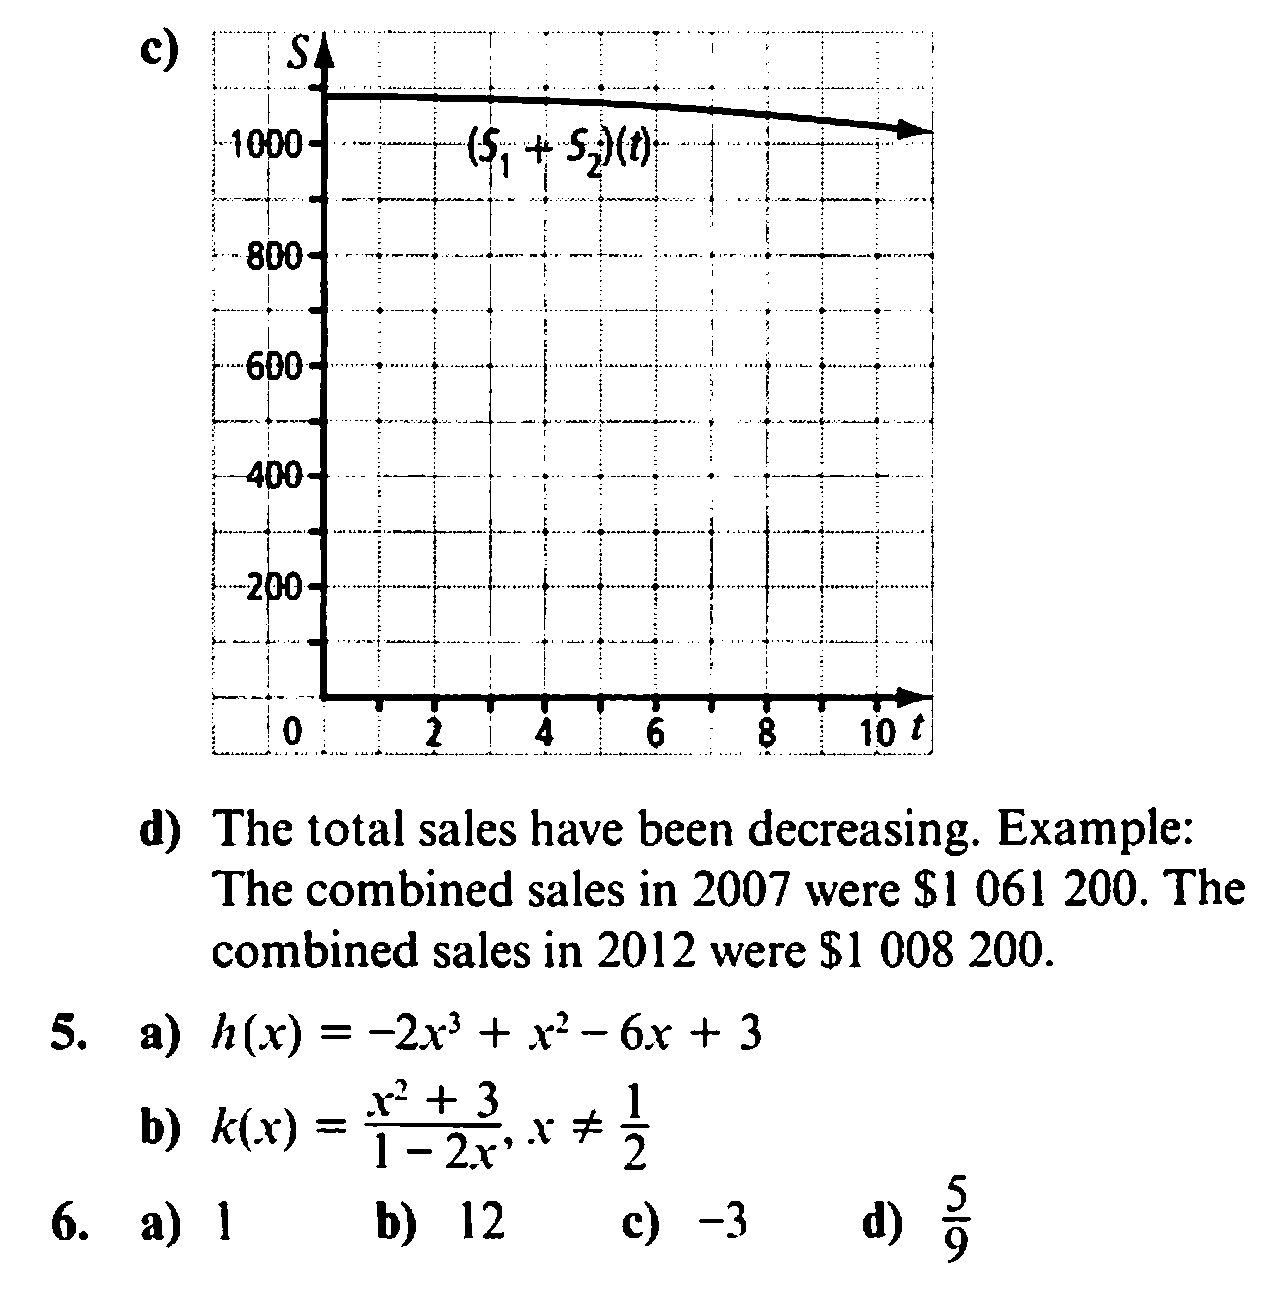 c)
S
1000
(S₁ + S₂)(t)
800
600
400
200
0 2 4 6 8 10 t
d) The total sales have been decreasing. Example:
The combined sales in 2007 were $1 061 200. The
combined sales in 2012 were $1 008 200.
5. a) h(x) = −2x³ + x² − 6x + 3
b) k(x) = (x² + 3)/(1 − 2x), x ≠ 1/2
6. a) 1 b) 12 c) −3 d) 5/9